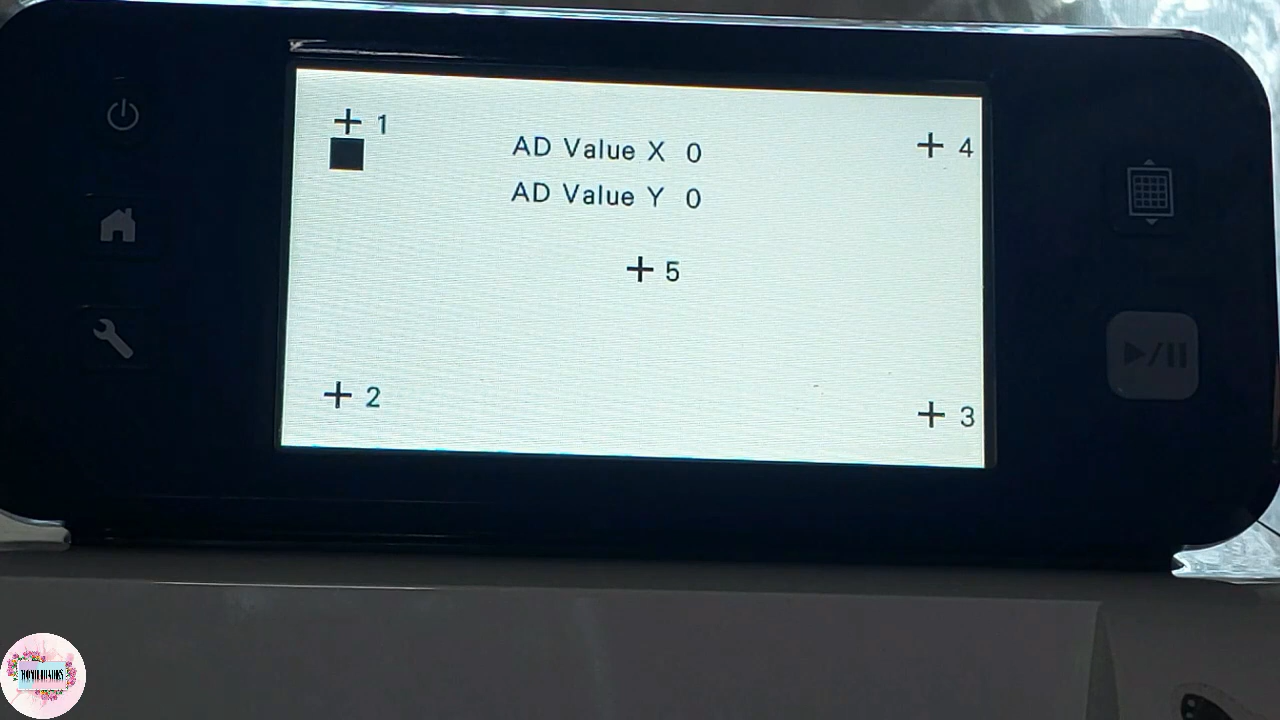 + 1
AD Value X 0
+ 4
AD Value Y 0
+ 5
+ 2
+ 3